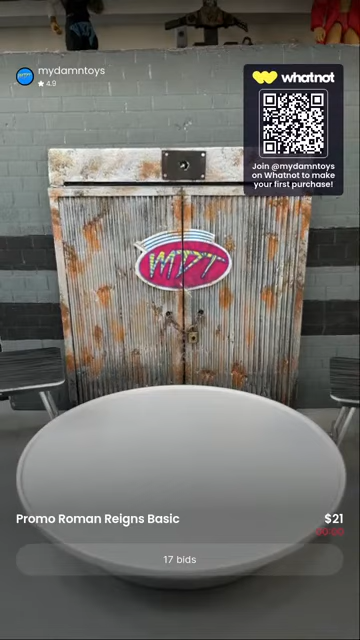 mydamntoys
4.9
whatnot
Join @mydamntoys
on Whatnot to make
your first purchase!
MDT
Promo Roman Reigns Basic
$21
17 bids